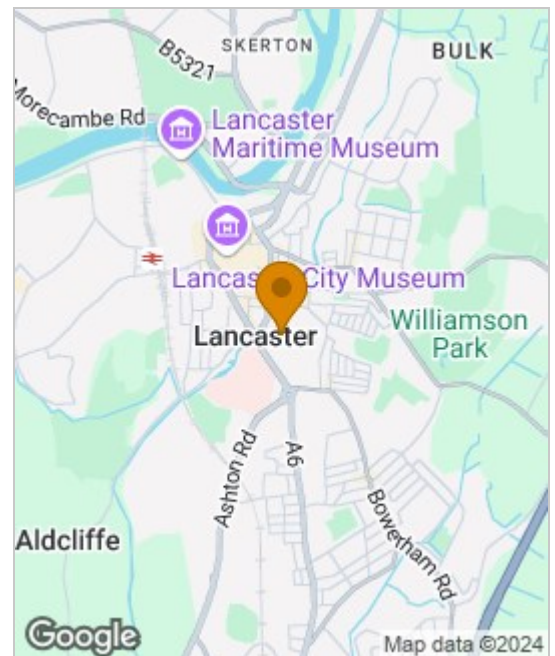 SKERTON
BULK
B5321
Morecambe Rd
Lancaster
Maritime Museum
Lancaster City Museum
Lancaster
Williamson
Park
Ashton Rd
A6
Bowerham Rd
Aldcliffe
Google
Map data ©2024